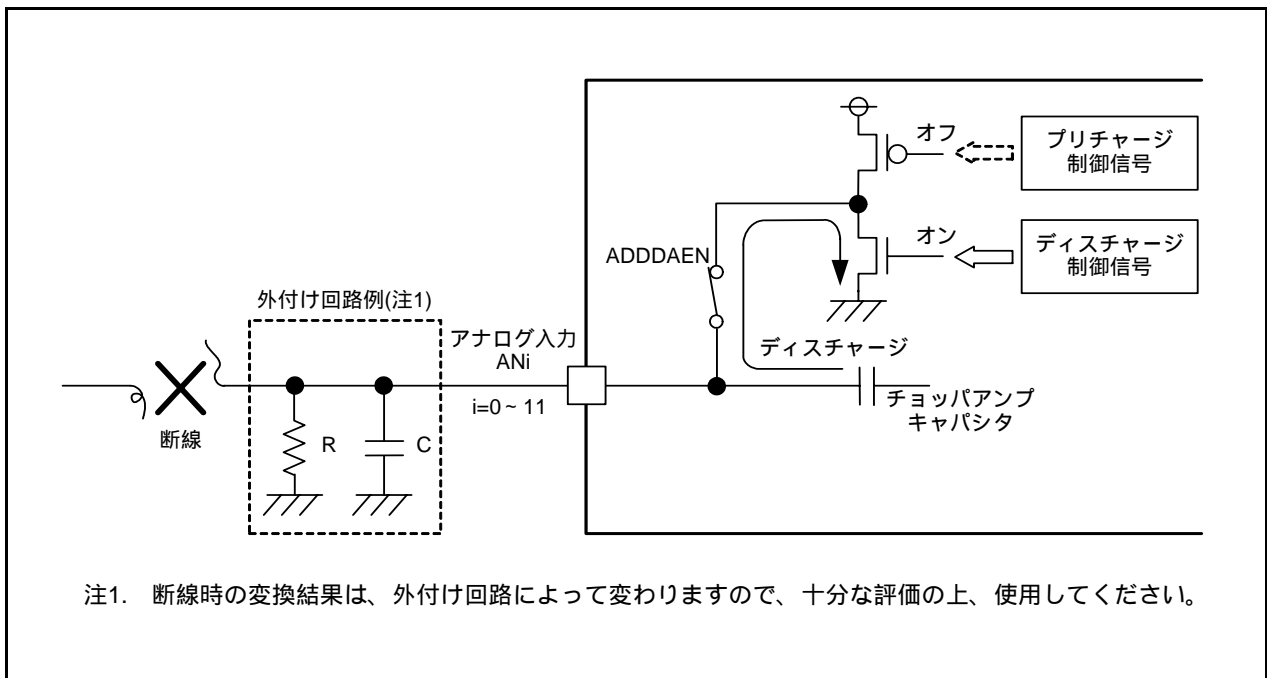 オフ
プリチャージ
制御信号
オン
ディスチャージ
制御信号
ADDDAEN
外付け回路例(注1)
アナログ入力
ANi
i=0～11
ディスチャージ
チョッパアンプ
キャパシタ
断線
R
C
注1. 断線時の変換結果は、外付け回路によって変わりますので、十分な評価の上、使用してください。